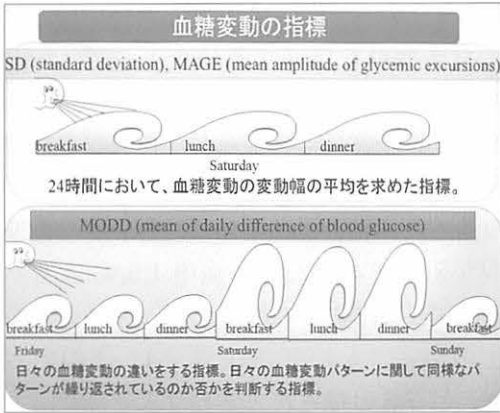 血糖変動の指標
SD (standard deviation), MAGE (mean amplitude of glycemic excursions)
breakfast lunch dinner
Saturday
24時間において、血糖変動の変動幅の平均を求めた指標。
MODD (mean of daily difference of blood glucose)
breakfast lunch dinner breakfast lunch dinner breakfast
Friday Saturday Sunday
日々の血糖変動の違いをする指標。日々の血糖変動パターンに関して同様なパ
ターンが繰り返されているのか否かを判断する指標。